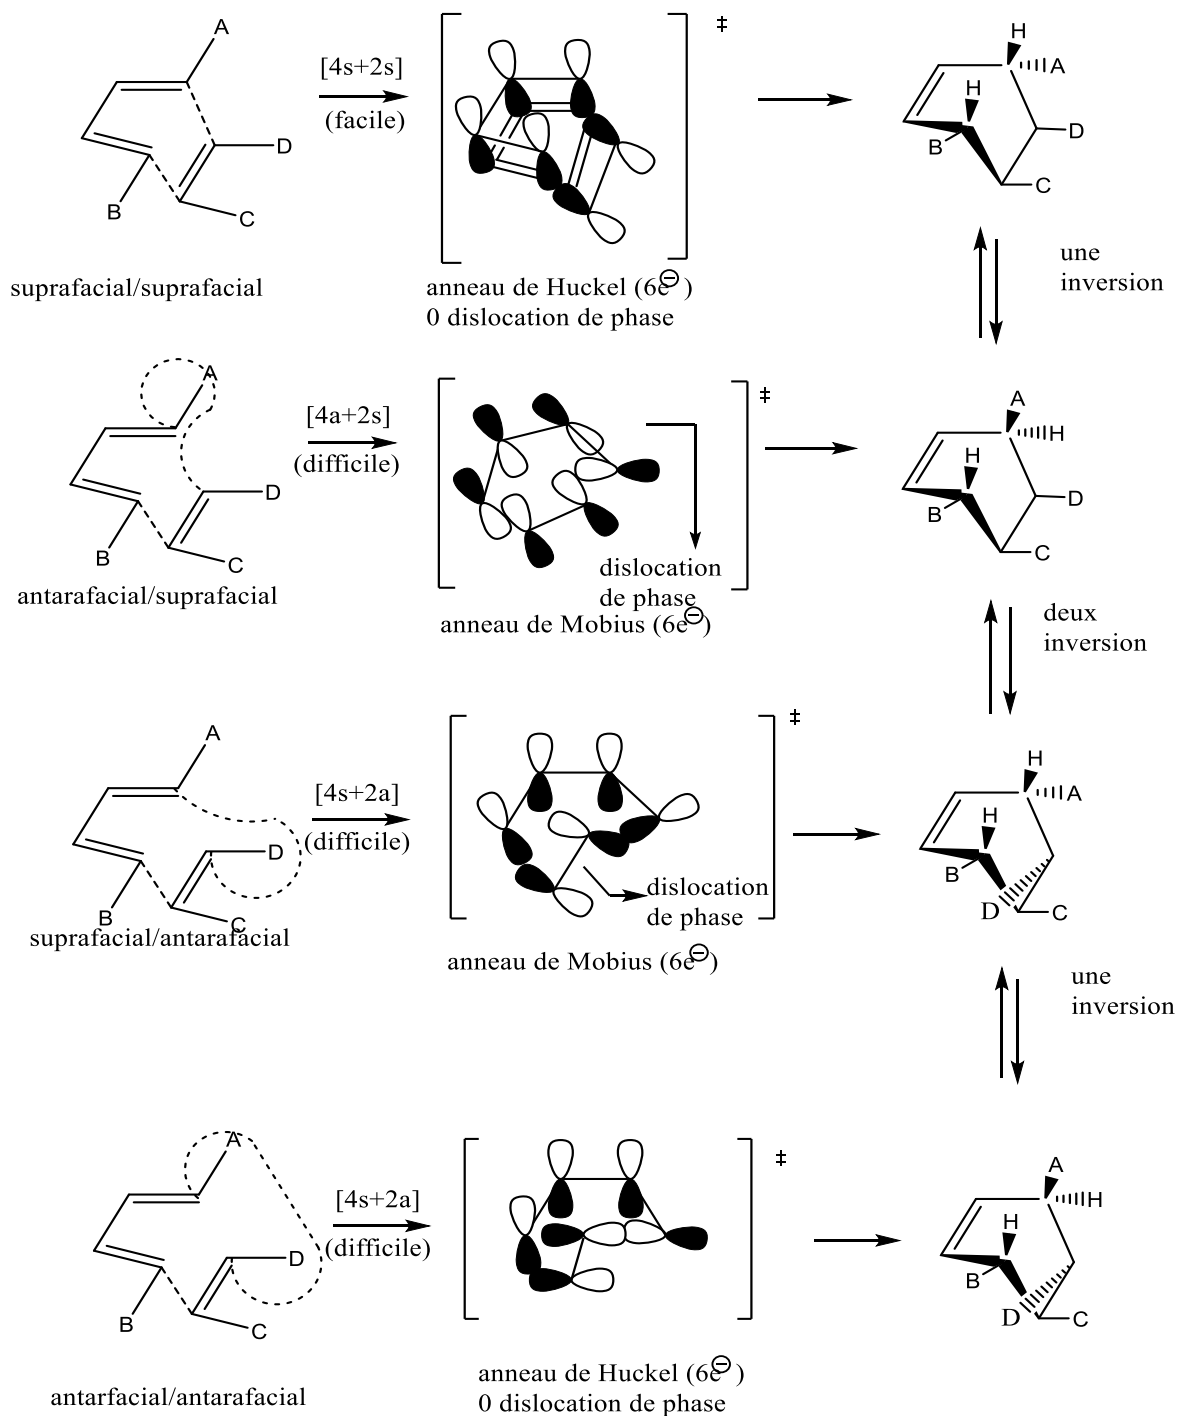 A
D
B
C
[4s+2s]
(facile)
‡
H
A
H
D
B
C
suprafacial/suprafacial
anneau de Huckel (6e⊖)
0 dislocation de phase
une
inversion
A
D
B
C
[4a+2s]
(difficile)
‡
dislocation
de phase
A
H
H
D
B
C
antarafacial/suprafacial
anneau de Mobius (6e⊖)
deux
inversion
A
D
B
C
[4s+2a]
(difficile)
‡
dislocation
de phase
H
A
H
B
D
C
suprafacial/antarafacial
anneau de Mobius (6e⊖)
une
inversion
A
D
B
C
[4s+2a]
(difficile)
‡
A
H
H
B
D
C
antarfacial/antarafacial
anneau de Huckel (6e⊖)
0 dislocation de phase